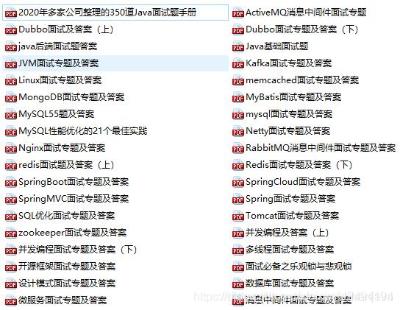 2020年多家公司整理的350道Java面试题手册
ActiveMQ消息中间件面试专题
Dubbo面试及答案（上）
Dubbo面试专题及答案（下）
java后端面试题答案
Java基础面试题
JVM面试专题及答案
Kafka面试专题及答案
Linux面试专题及答案
memcached面试专题及答案
MongoDB面试专题及答案
MyBatis面试专题及答案
MySQL55题及答案
mysql面试专题及答案
MySQL性能优化的21个最佳实践
Netty面试专题及答案
Nginx面试专题及答案
RabbitMQ消息中间件面试专题及答案
redis面试题及答案（上）
Redis面试专题及答案（下）
SpringBoot面试专题及答案
SpringCloud面试专题及答案
SpringMVC面试专题及答案
Spring面试专题及答案
SQL优化面试专题及答案
Tomcat面试专题及答案
zookeeper面试专题及答案
并发编程及答案（上）
并发编程面试专题及答案（下）
多线程面试专题及答案
开源框架面试专题及答案
面试必备之乐观锁与悲观锁
设计模式面试专题及答案
数据库面试专题及答案
微服务面试专题及答案
消息中间件面试专题及答案